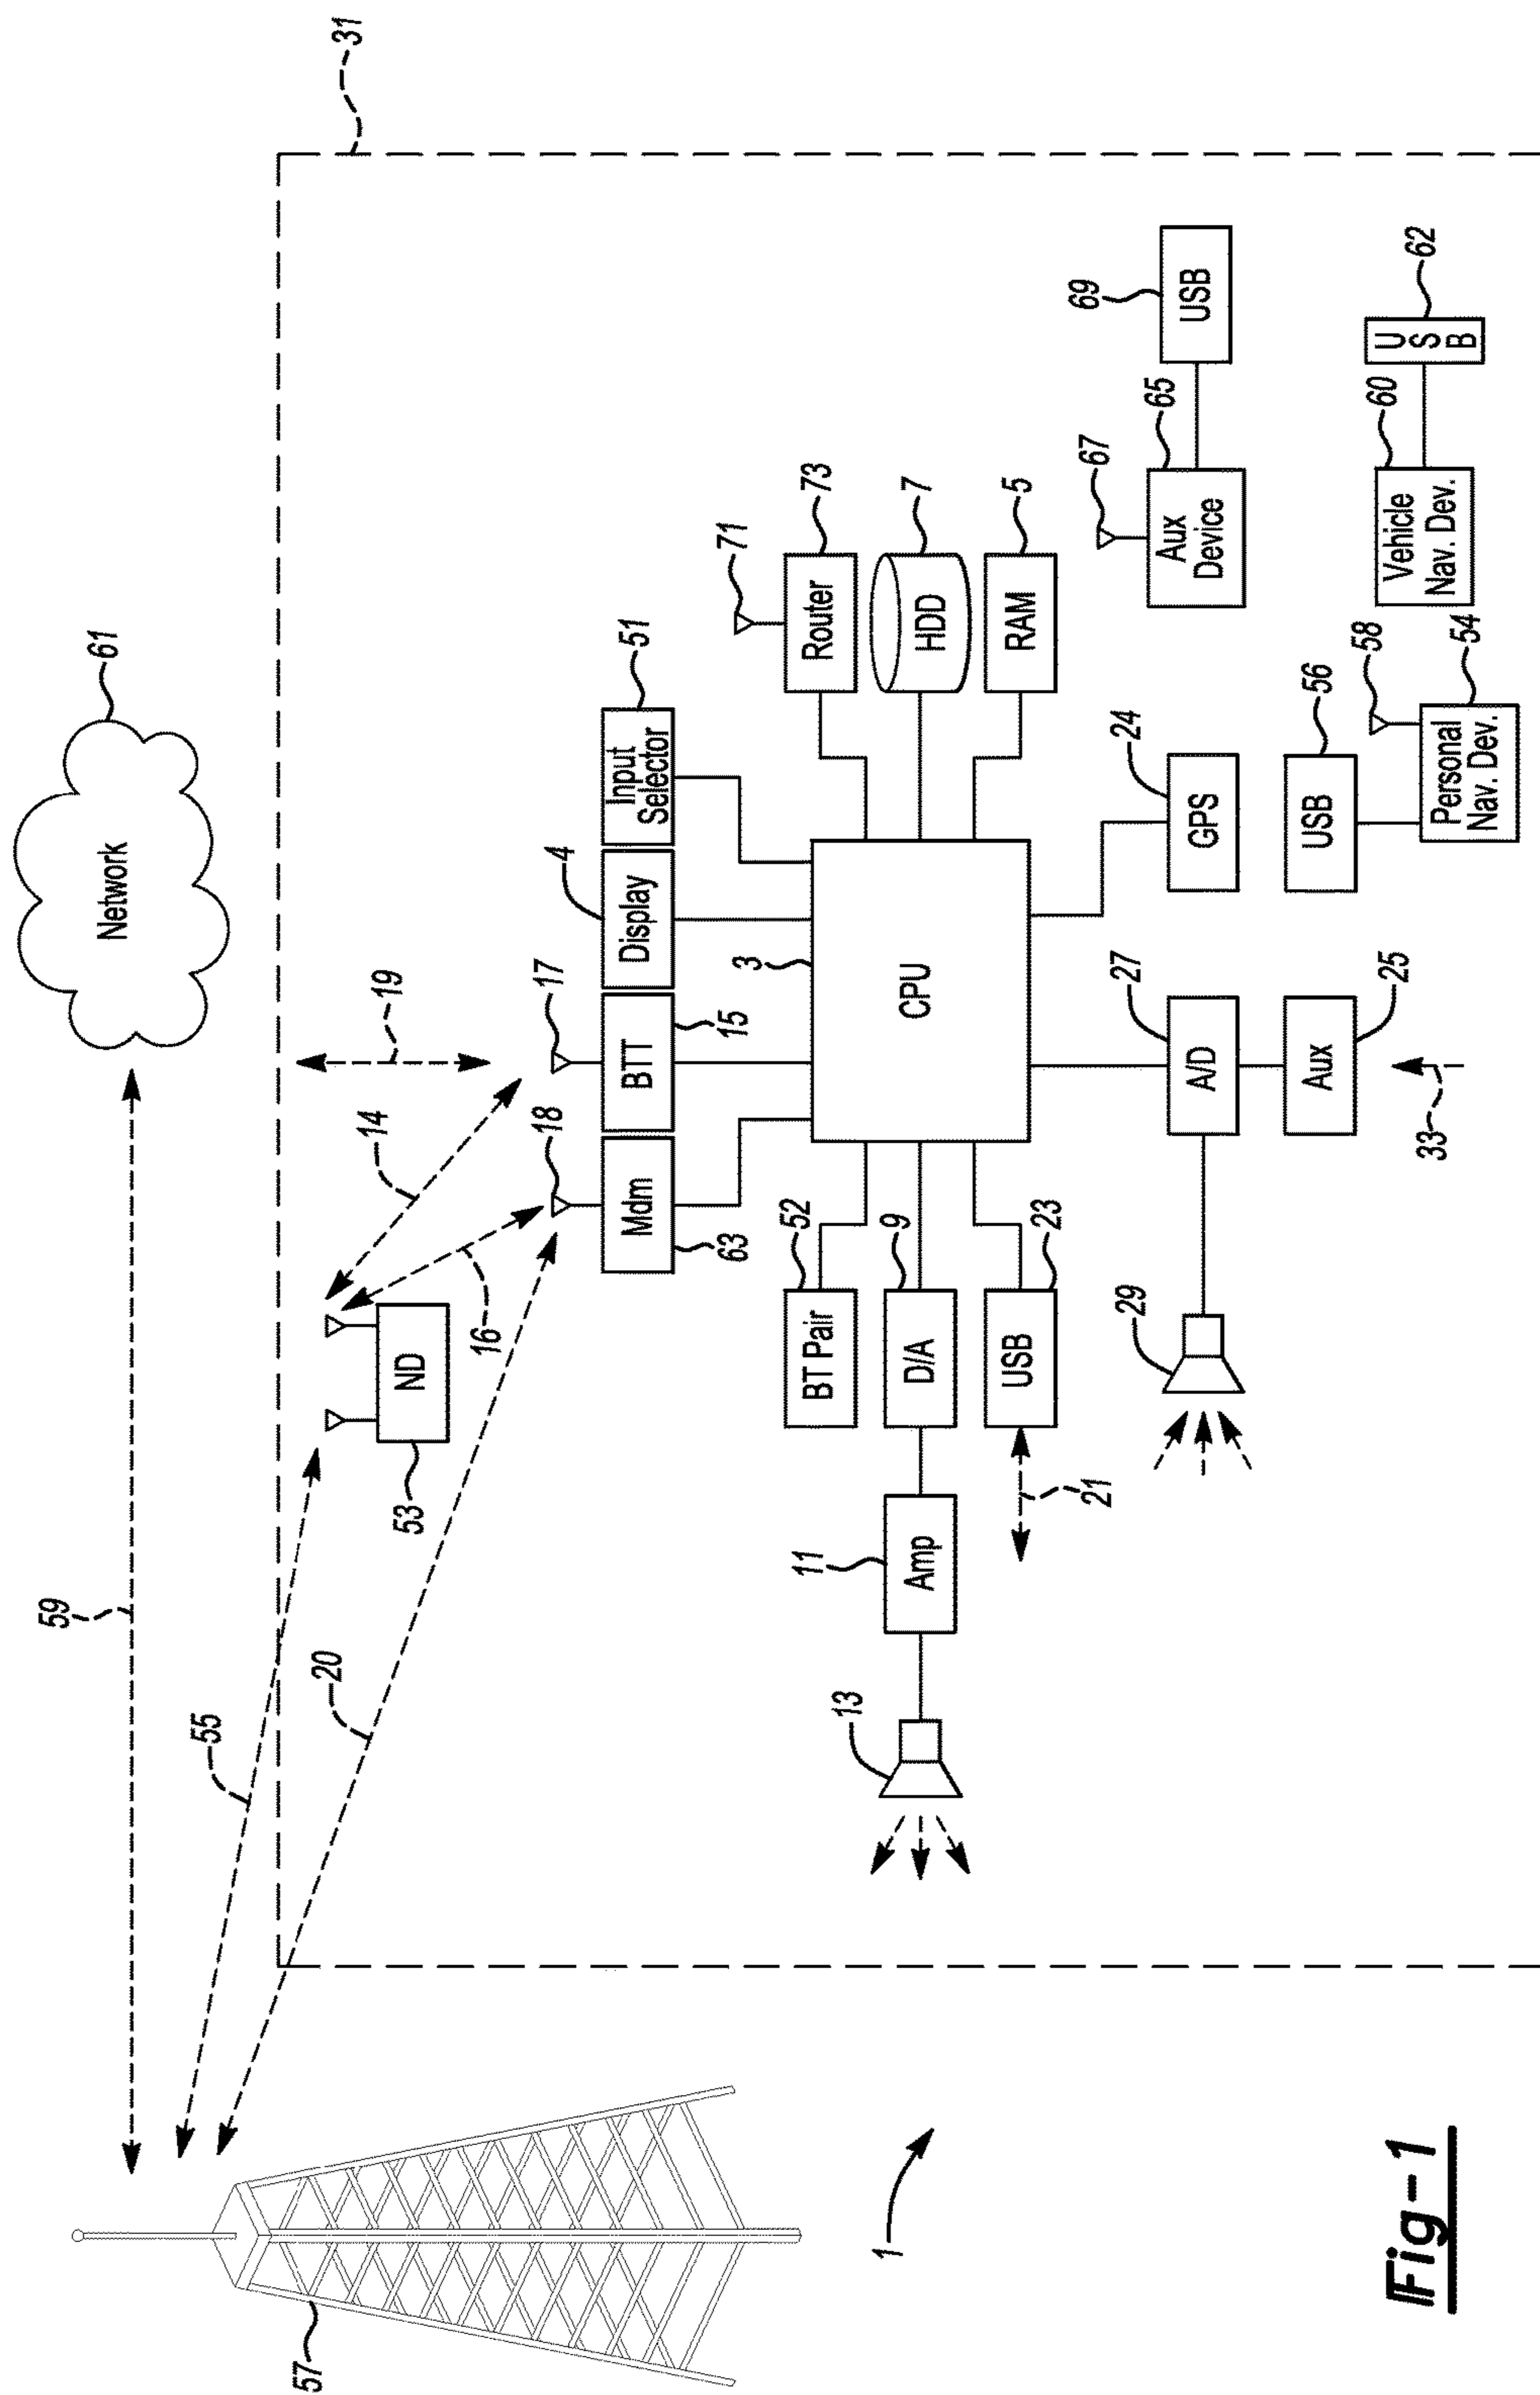 61
Network
59
31
55
19
14
20
17
18
16
ND
53
51
4
Input
Selector
Display
BTT
15
Mdm
63
71
73
Router
3
CPU
7
HDD
5
RAM
52
BT Pair
9
D/A
23
USB
21
11
Amp
13
29
27
A/D
24
GPS
25
Aux
33
69
USB
65
67
Aux
Device
62
U
S
B
60
Vehicle
Nav. Dev.
56
USB
58
54
Personal
Nav. Dev.
57
1
Fig-1